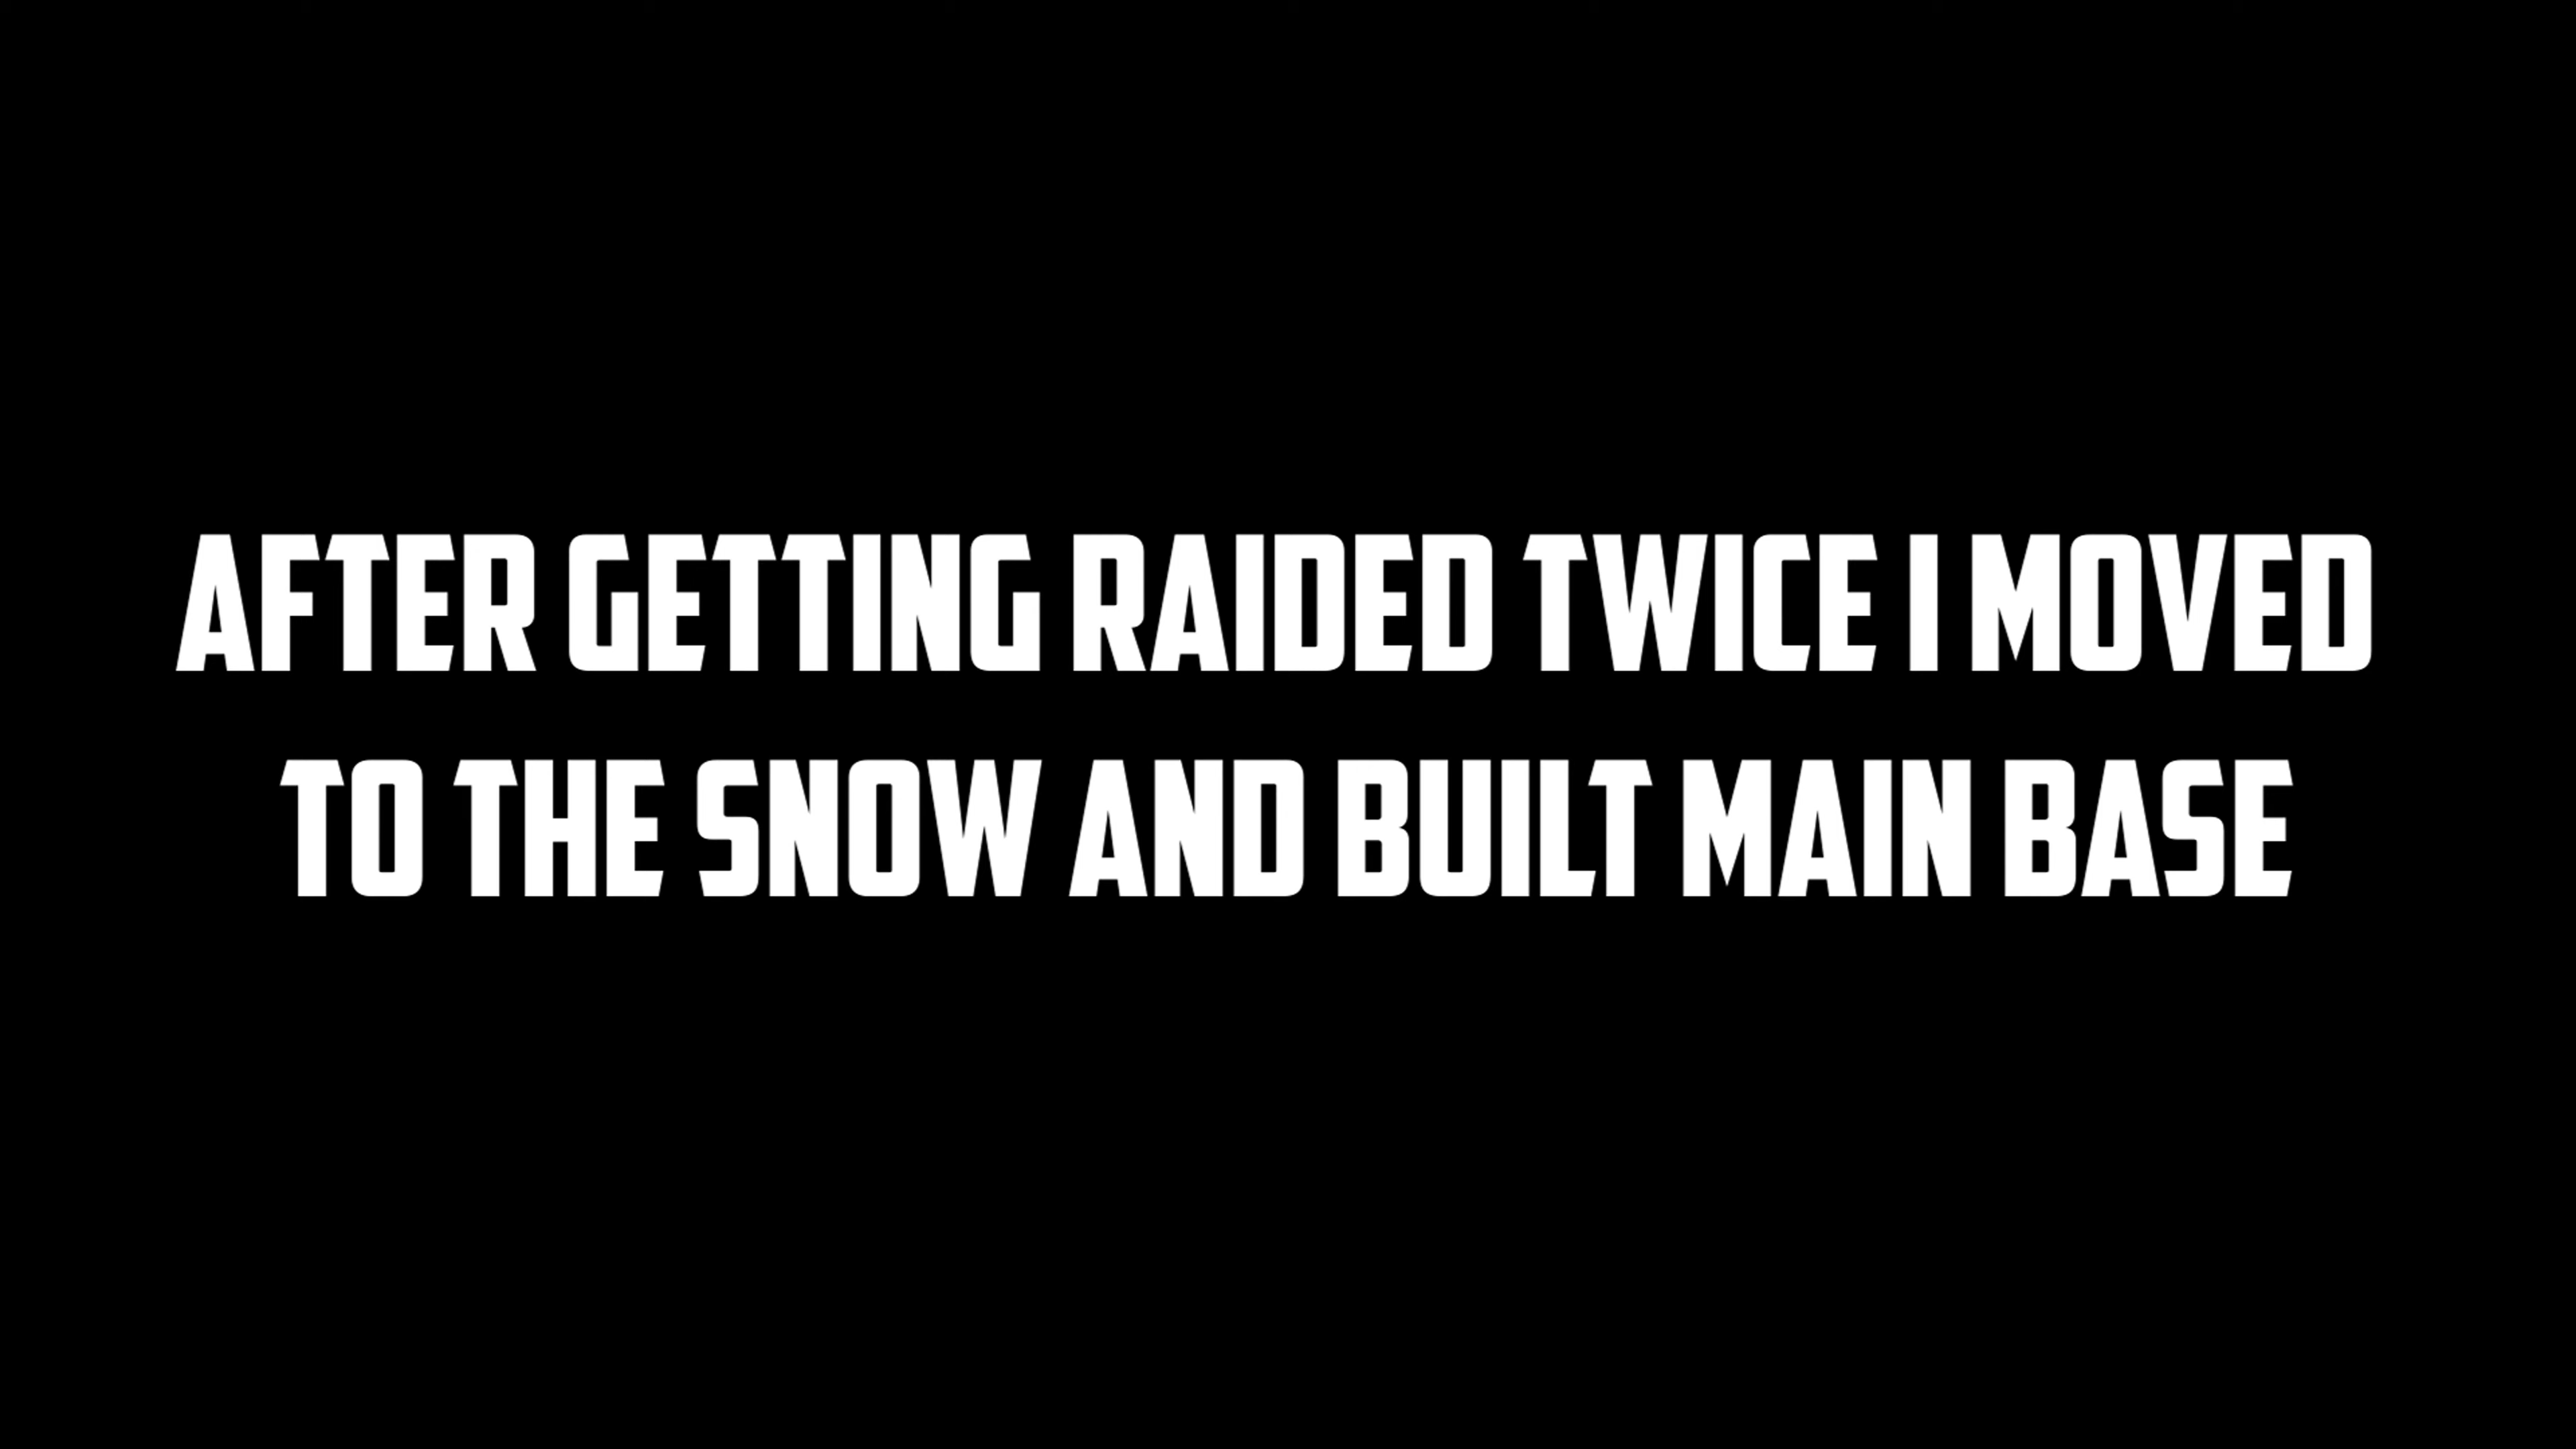 AFTER GETTING RAIDED TWICE I MOVED
TO THE SNOW AND BUILT MAIN BASE